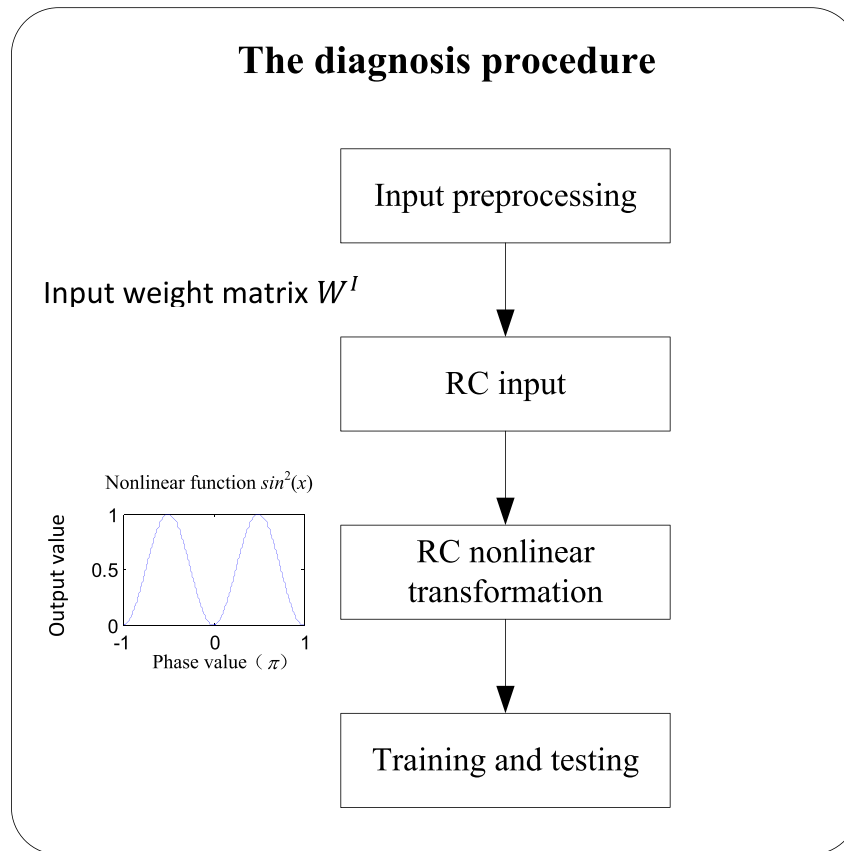 The diagnosis procedure
Input preprocessing
Input weight matrix W^I
RC input
Nonlinear function sin²(x)
Output value
1
0.5
0
-1
0
1
Phase value（π）
RC nonlinear
transformation
Training and testing